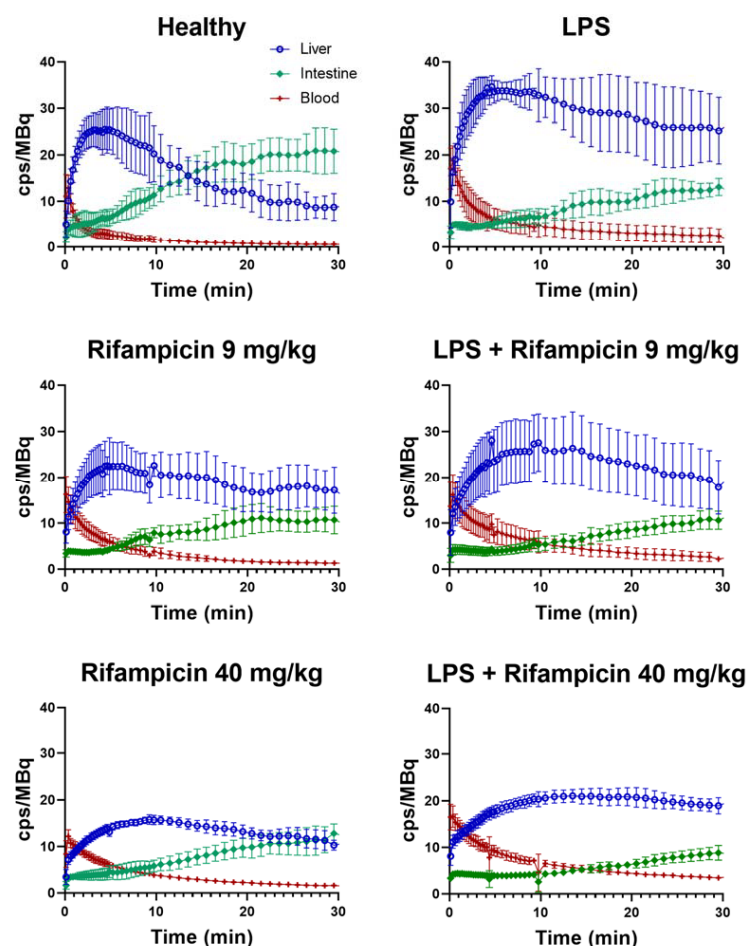 Healthy
LPS
Liver
Intestine
Blood
cps/MBq
40
30
20
10
0
0 10 20 30
Time (min)
cps/MBq
40
30
20
10
0
0 10 20 30
Time (min)
Rifampicin 9 mg/kg
LPS + Rifampicin 9 mg/kg
cps/MBq
40
30
20
10
0
0 10 20 30
Time (min)
cps/MBq
40
30
20
10
0
0 10 20 30
Time (min)
Rifampicin 40 mg/kg
LPS + Rifampicin 40 mg/kg
cps/MBq
40
30
20
10
0
0 10 20 30
Time (min)
cps/MBq
40
30
20
10
0
0 10 20 30
Time (min)